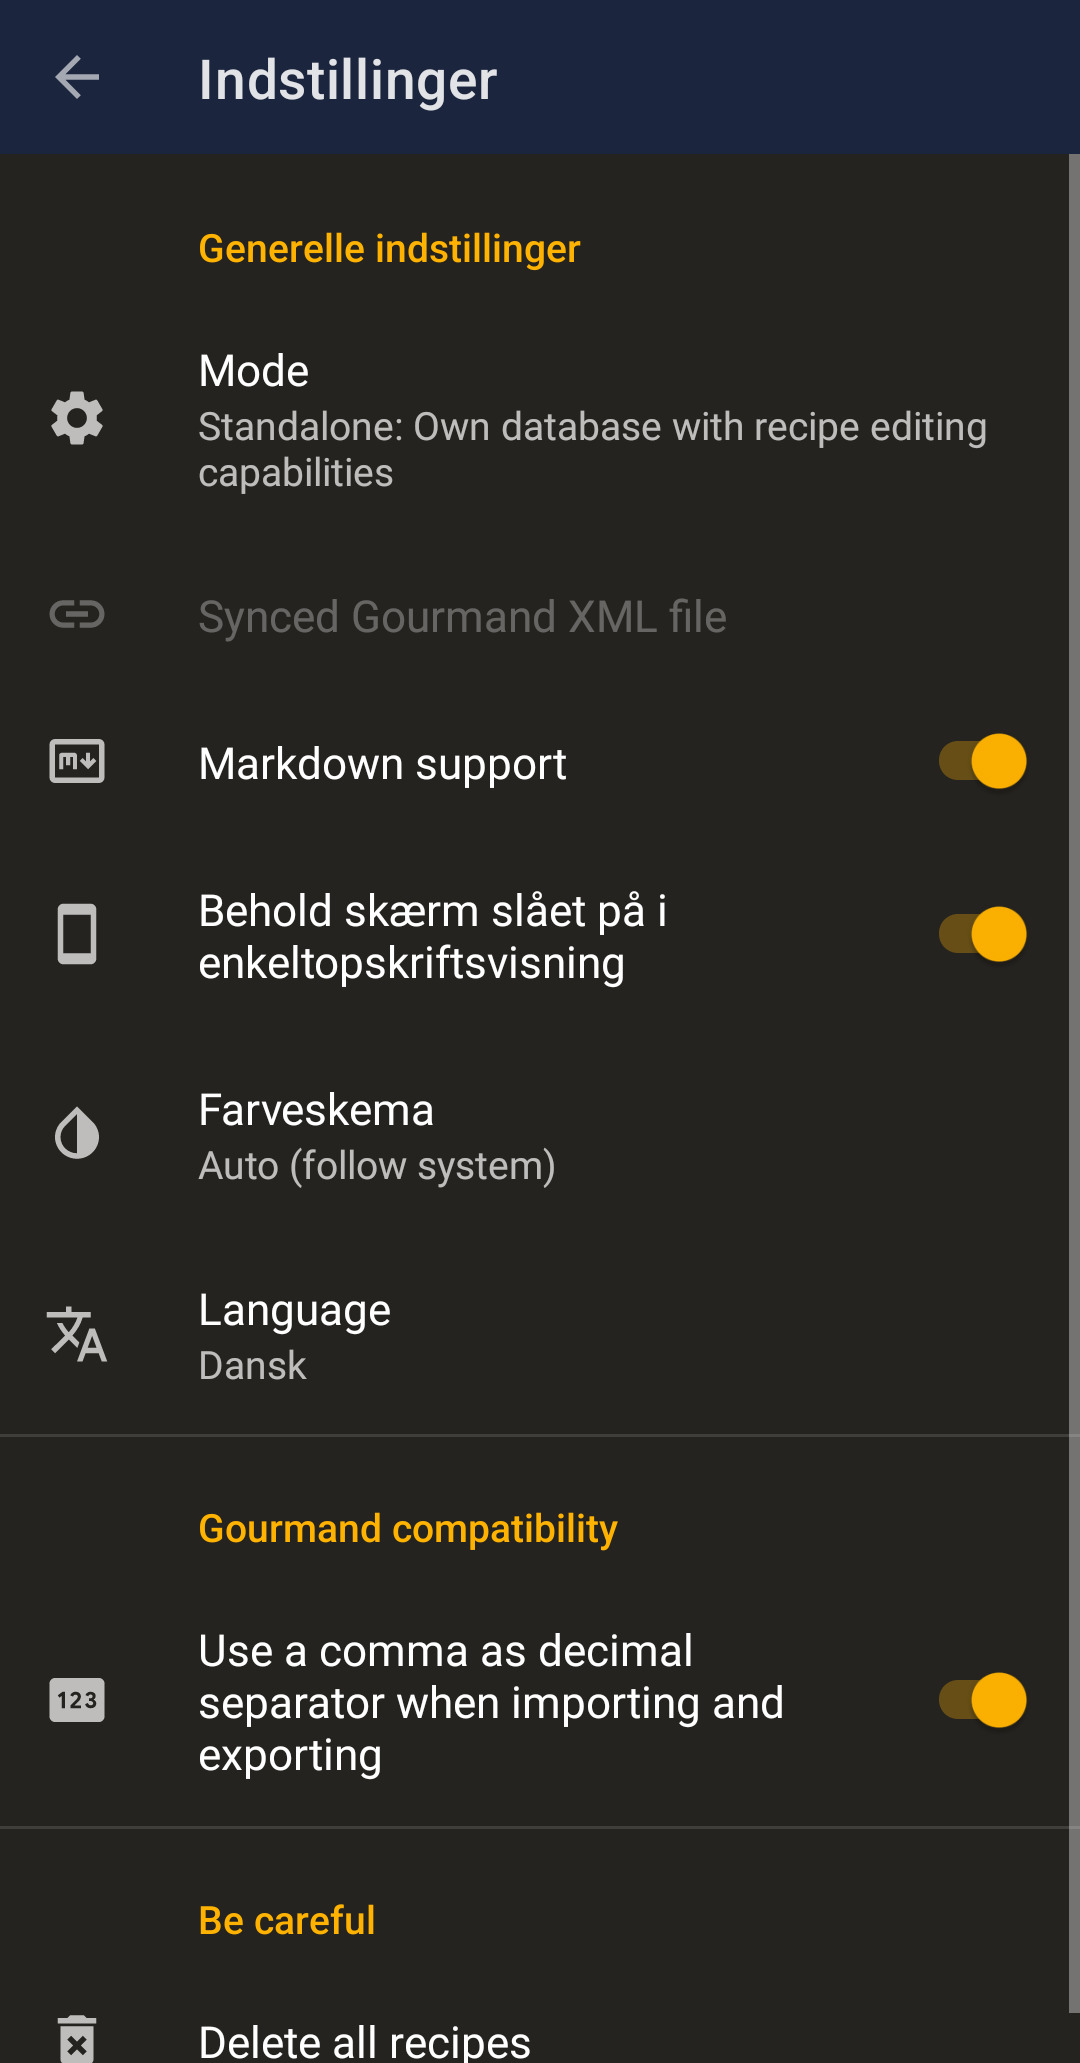 Indstillinger
Generelle indstillinger
Mode
Standalone: Own database with recipe editing
capabilities
Synced Gourmand XML file
Markdown support
Behold skærm slået på i
enkeltopskriftsvisning
Farveskema
Auto (follow system)
Language
Dansk
Gourmand compatibility
123
Use a comma as decimal
separator when importing and
exporting
Be careful
Delete all recipes